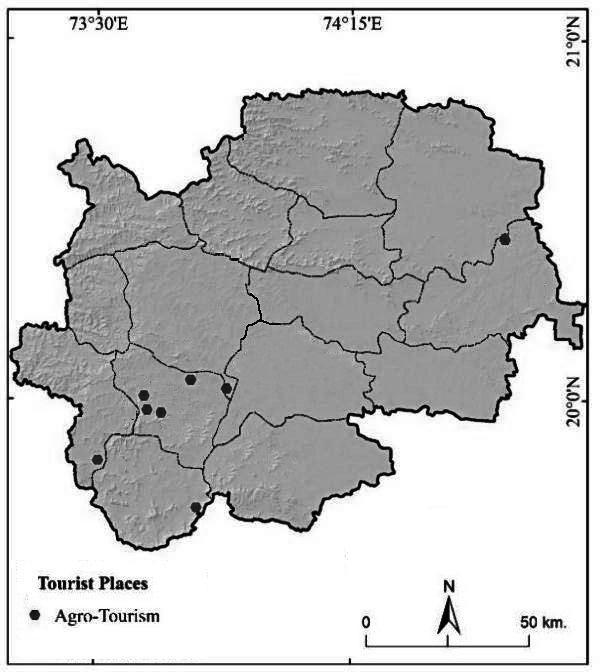 73°30'E 74°15'E
21°0'N
20°0'N
Tourist Places
Agro-Tourism
N
0 50 km.